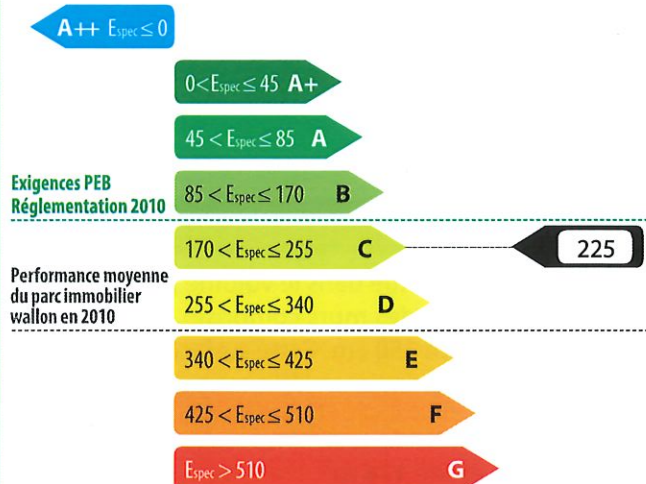 A++ Espec ≤ 0
0 < Espec ≤ 45 A+
45 < Espec ≤ 85 A
Exigences PEB
Réglementation 2010
85 < Espec ≤ 170 B
170 < Espec ≤ 255 C
225
Performance moyenne
du parc immobilier
wallon en 2010
255 < Espec ≤ 340 D
340 < Espec ≤ 425 E
425 < Espec ≤ 510 F
Espec > 510 G